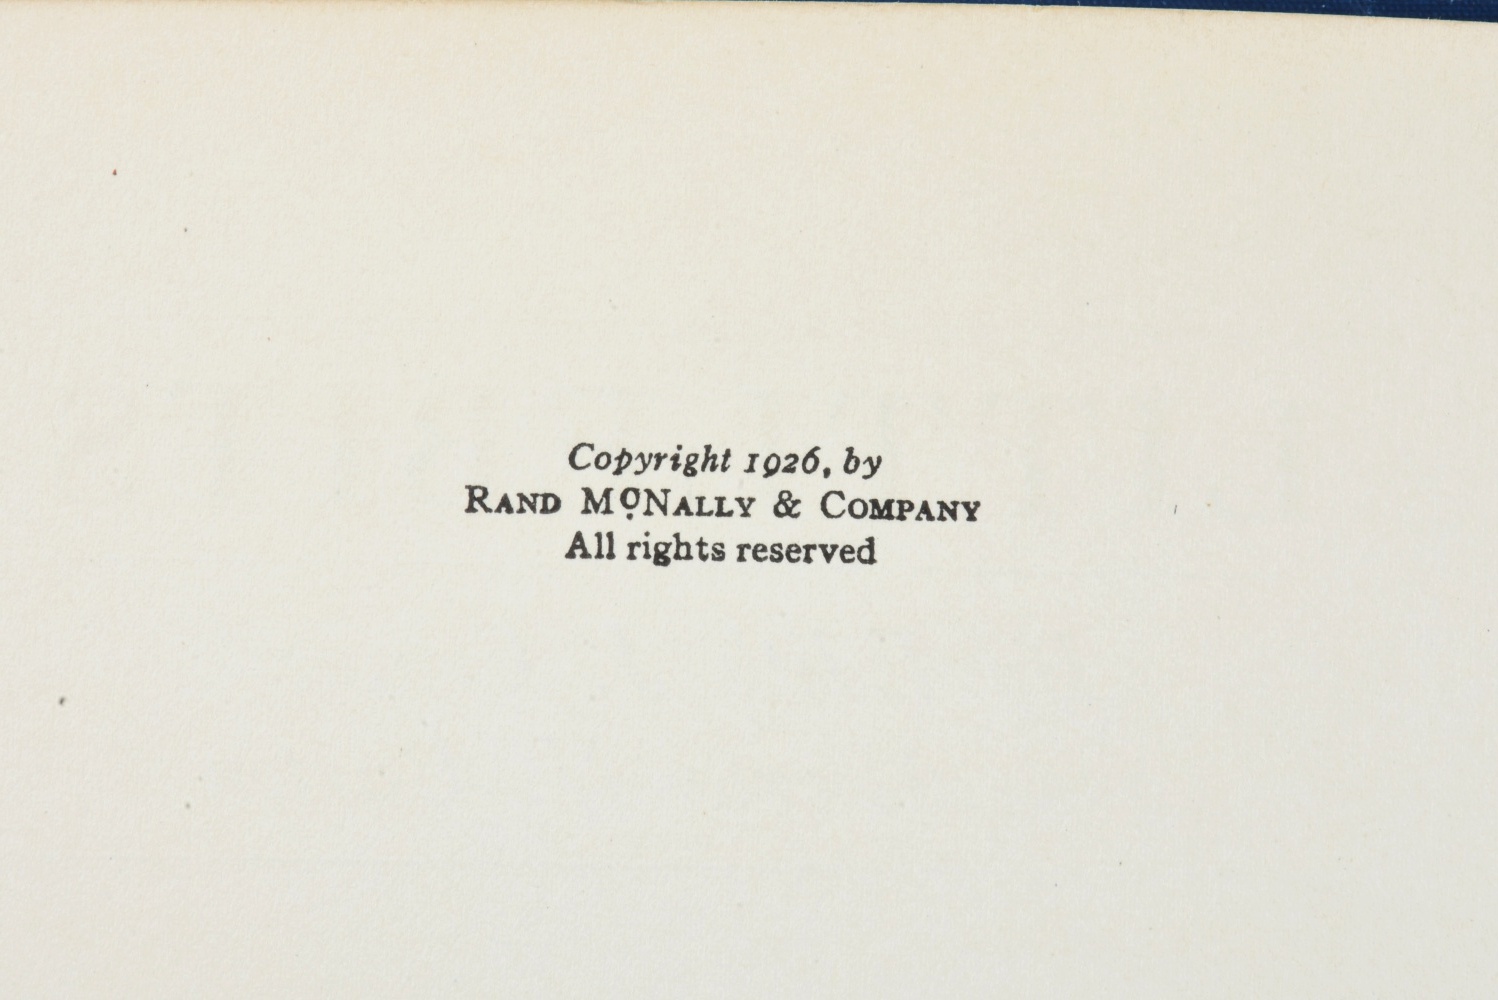 Copyright 1926, by
RAND MCNALLY & COMPANY
All rights reserved